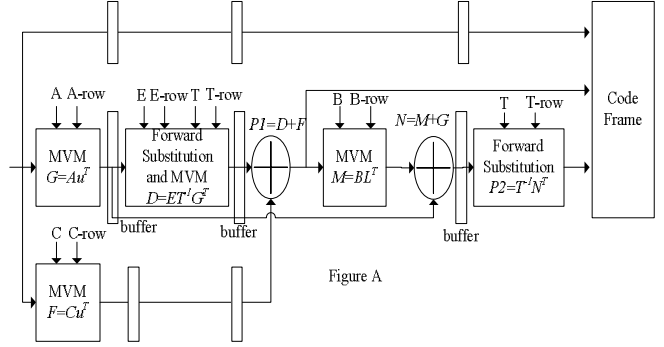 A A-row
E E-row T T-row
P1=D+F
B B-row
N=M+G
T T-row
Code
Frame
MVM
G=Au^T
Forward
Substitution
and MVM
D=ET^-1G^T
MVM
M=BL^T
Forward
Substitution
P2=T^-1N^T
buffer
buffer
buffer
C C-row
MVM
F=Cu^T
Figure A